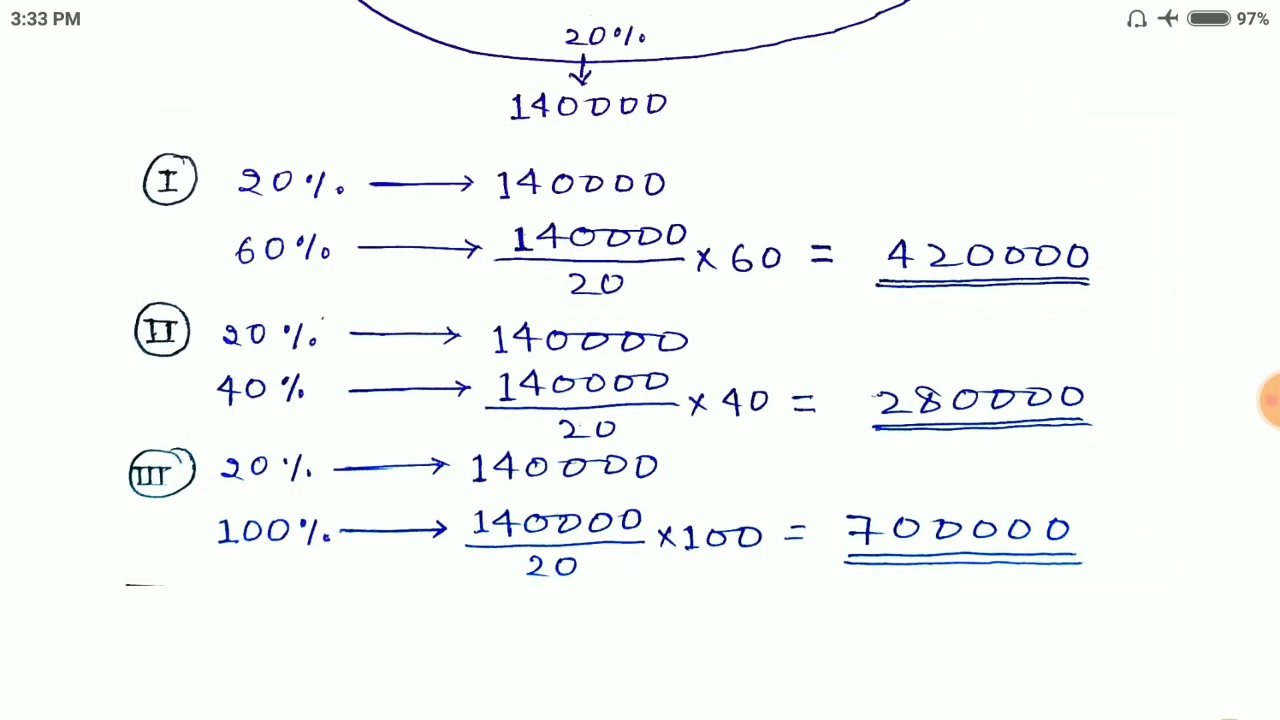 3:33 PM 97%
20%
140000
I 20% → 140000
60% → 140000/20 × 60 = 420000
II 20% → 140000
40% → 140000/20 × 40 = 280000
III 20% → 140000
100% → 140000/20 ×100 = 700000